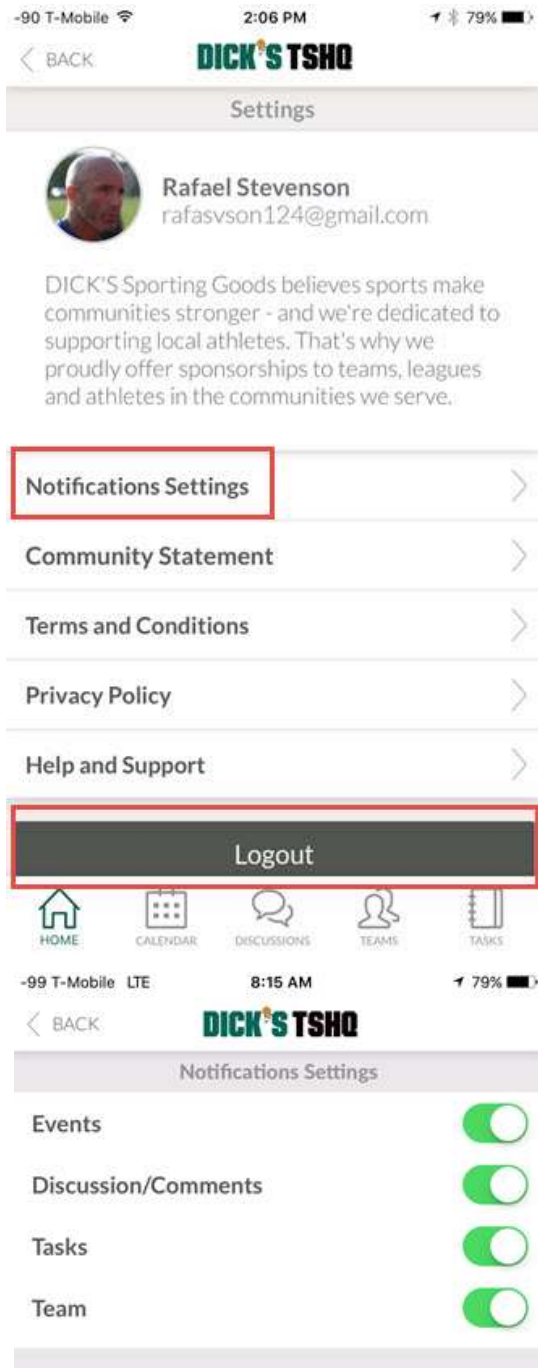 -90 T-Mobile 2:06 PM 79%
BACK DICK'S TSHQ
Settings
Rafael Stevenson
rafasvson124@gmail.com
DICK'S Sporting Goods believes sports make
communities stronger - and we're dedicated to
supporting local athletes. That's why we
proudly offer sponsorships to teams, leagues
and athletes in the communities we serve.
Notifications Settings
Community Statement
Terms and Conditions
Privacy Policy
Help and Support
Logout
HOME CALENDAR DISCUSSIONS TEAMS TASKS
-99 T-Mobile LTE 8:15 AM 79%
BACK DICK'S TSHQ
Notifications Settings
Events
Discussion/Comments
Tasks
Team